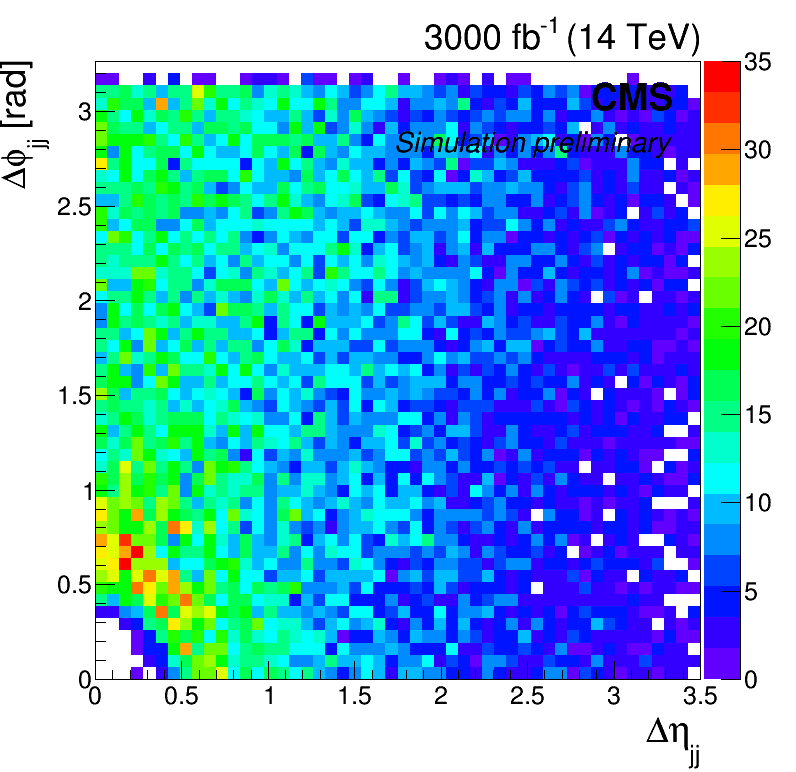 3000 fb⁻¹ (14 TeV)
CMS
Simulation preliminary
Δϕjj [rad]
3
2.5
2
1.5
1
0.5
0
0 0.5 1 1.5 2 2.5 3 3.5
Δηjj
35
30
25
20
15
10
5
0